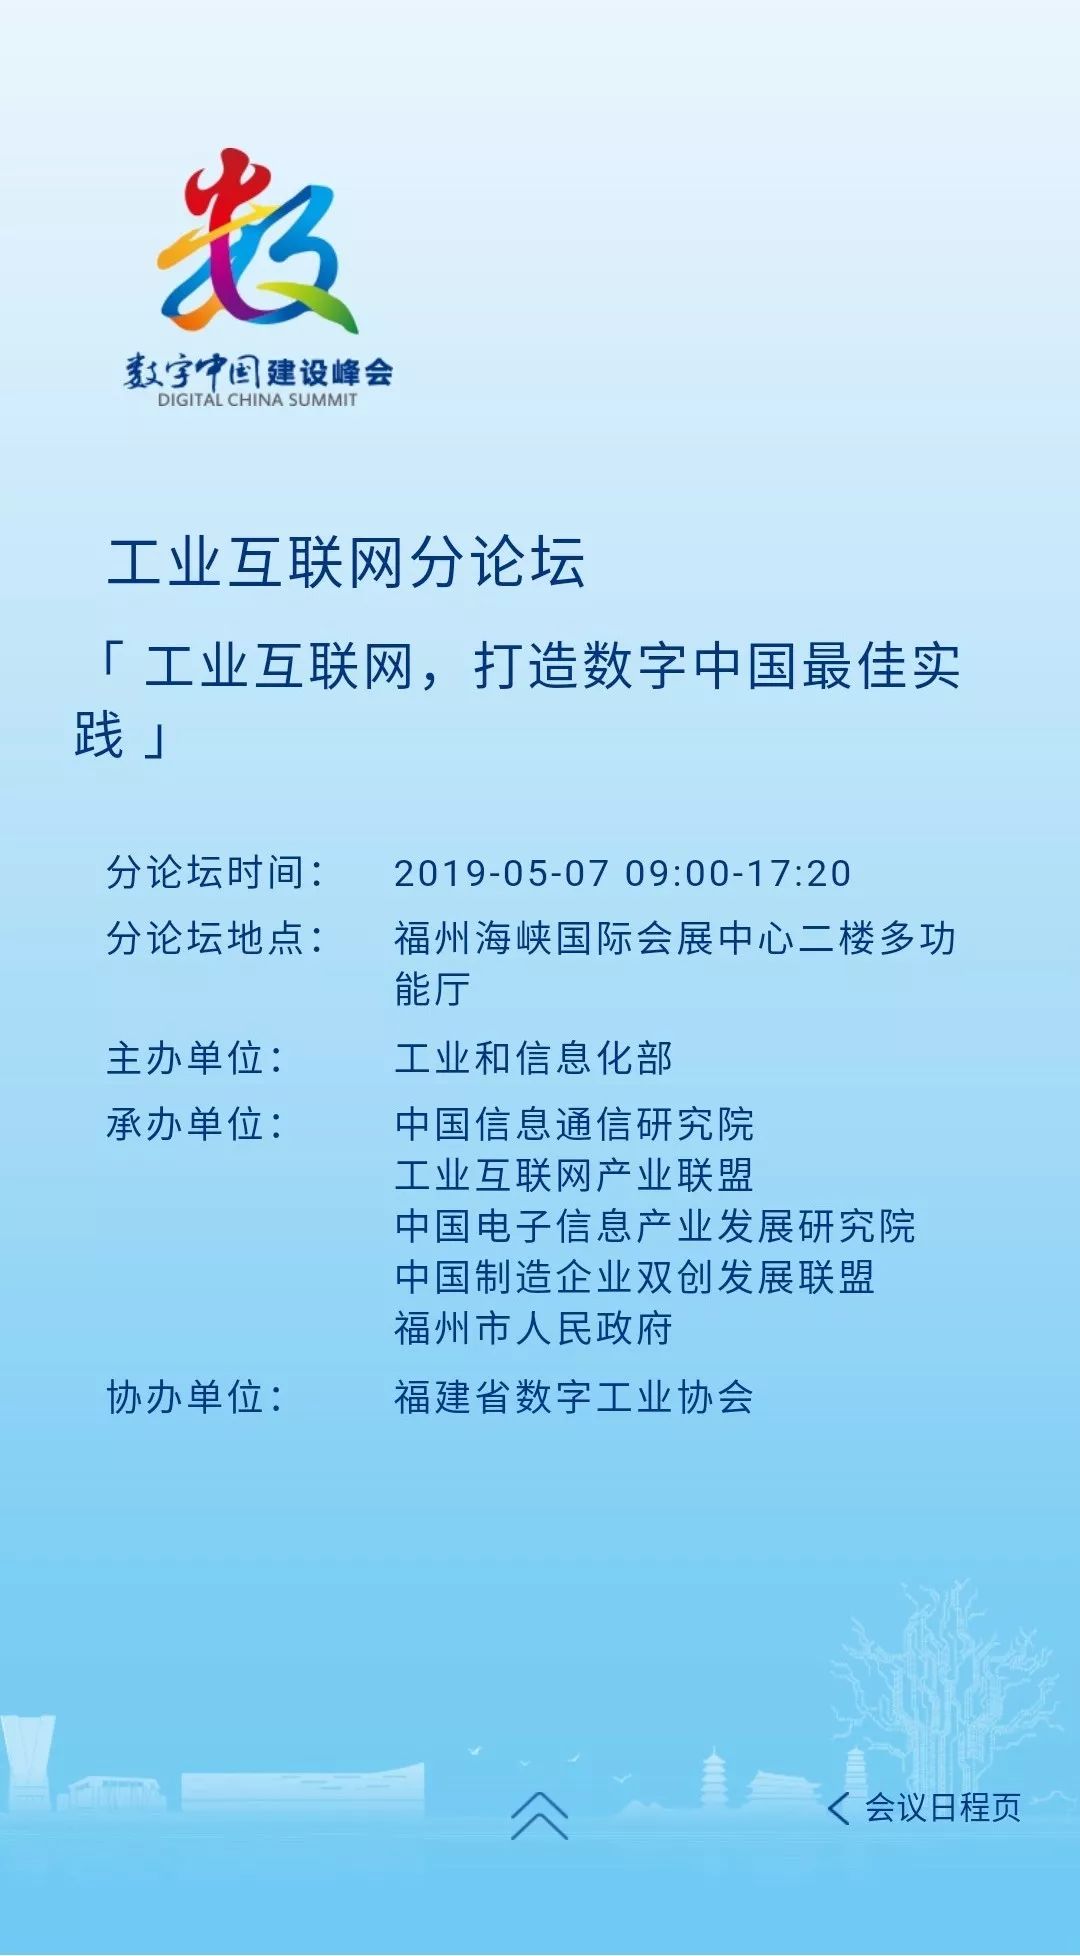 数字中国建设峰会
DIGITAL CHINA SUMMIT
工业互联网分论坛
「 工业互联网，打造数字中国最佳实
践 」
分论坛时间： 2019-05-07 09:00-17:20
分论坛地点： 福州海峡国际会展中心二楼多功
能厅
主办单位： 工业和信息化部
承办单位： 中国信息通信研究院
工业互联网产业联盟
中国电子信息产业发展研究院
中国制造企业双创发展联盟
福州市人民政府
协办单位： 福建省数字工业协会
会议日程页